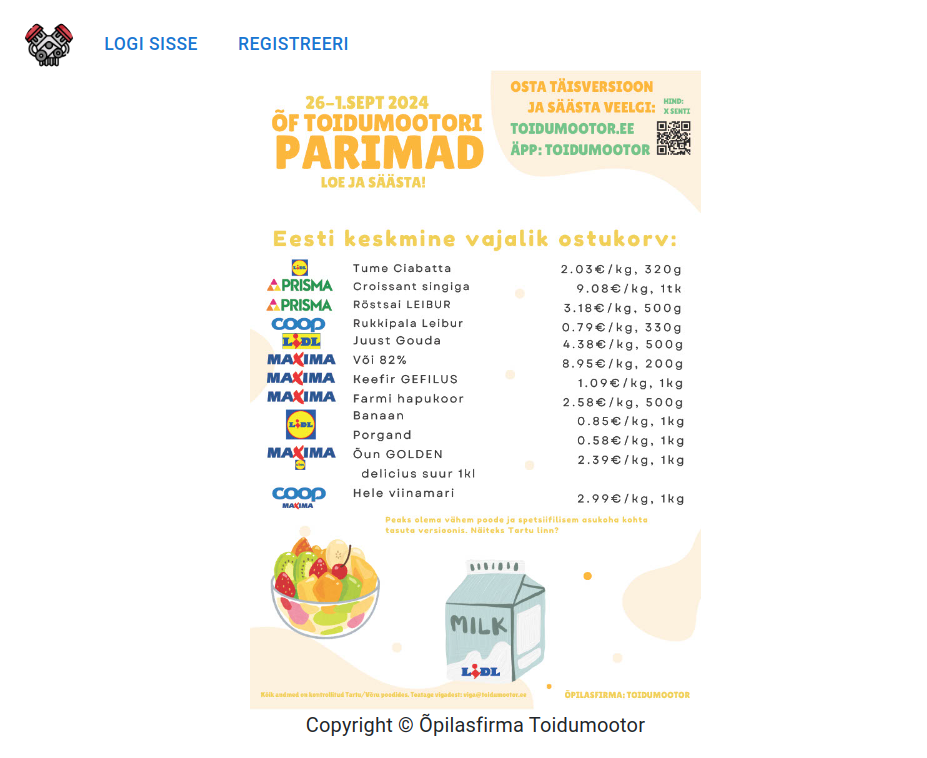 LOGI SISSE REGISTREERI
26-1.SEPT 2024
ÕF TOIDUMOOTORI
PARIMAD
LOE JA SÄÄSTA!
OSTA TÄISVERSIOON
JA SÄÄSTA VEELGI:
HIND:
X SENTI
TOIDUMOOTOR.EE
ÄPP: TOIDUMOOTOR
Eesti keskmine vajalik ostukorv:
LIDL Tume Ciabatta 2.03€/kg, 320g
PRISMA Croissant singiga 9.08€/kg, 1tk
PRISMA Röstsai LEIBUR 3.18€/kg, 500g
coop Rukkipala Leibur 0.79€/kg, 330g
LIDL Juust Gouda 4.38€/kg, 500g
MAXIMA Või 82% 8.95€/kg, 200g
MAXIMA Keefir GEFILUS 1.09€/kg, 1kg
MAXIMA Farmi hapukoor 2.58€/kg, 500g
Banaan 0.85€/kg, 1kg
LIDL
Porgand 0.58€/kg, 1kg
MAXIMA Õun GOLDEN 2.39€/kg, 1kg
LIDL
delicius suur 1kl
coop Hele viinamari 2.99€/kg, 1kg
MAXIMA
Peaks olema vähem poode ja spetsiifilisem asukoha kohta
tasuta versioonis. Näiteks Tartu linn?
MILK
LIDL
Kõik andmed on kontrollitud Tartu/Võru poodides. Teatage vigadest: viga@toidumootor.ee
ÕPILASFIRMA: TOIDUMOOTOR
Copyright © Õpilasfirma Toidumootor